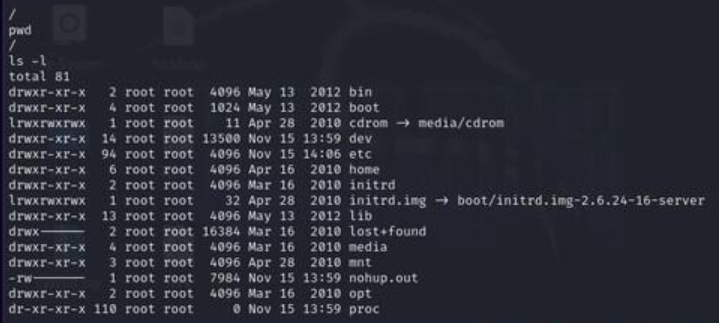 /
pwd
/
ls -l
total 81
drwxr-xr-x   2 root root  4096 May 13  2012 bin
drwxr-xr-x   4 root root  1024 May 13  2012 boot
lrwxrwxrwx   1 root root    11 Apr 28  2010 cdrom → media/cdrom
drwxr-xr-x  14 root root 13500 Nov 15 13:59 dev
drwxr-xr-x  94 root root  4096 Nov 15 14:06 etc
drwxr-xr-x   6 root root  4096 Apr 16  2010 home
drwxr-xr-x   2 root root  4096 Mar 16  2010 initrd
lrwxrwxrwx   1 root root    32 Apr 28  2010 initrd.img → boot/initrd.img-2.6.24-16-server
drwxr-xr-x  13 root root  4096 May 13  2012 lib
drwx------   2 root root 16384 Mar 16  2010 lost+found
drwxr-xr-x   4 root root  4096 Mar 16  2010 media
drwxr-xr-x   3 root root  4096 Apr 28  2010 mnt
-rw-------   1 root root  7984 Nov 15 13:59 nohup.out
drwxr-xr-x   2 root root  4096 Mar 16  2010 opt
dr-xr-xr-x 110 root root     0 Nov 15 13:59 proc